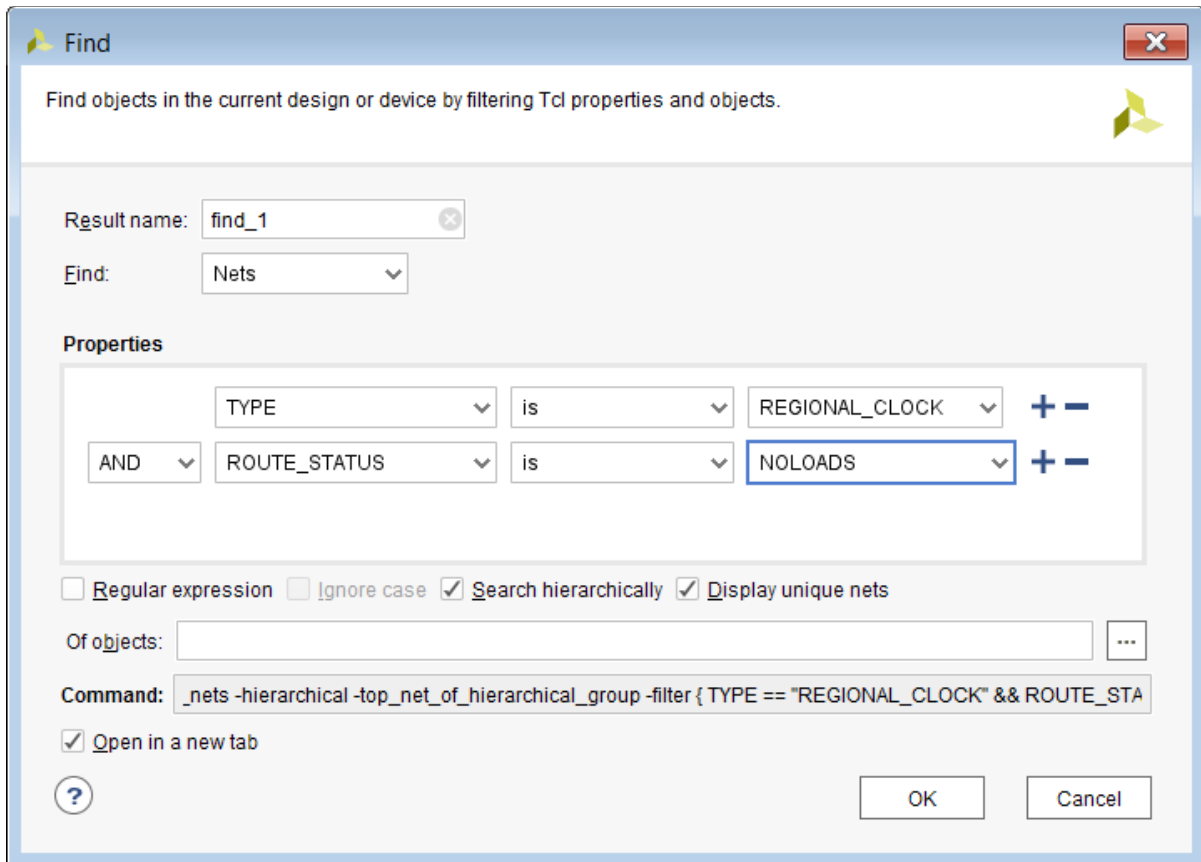 Find
Find objects in the current design or device by filtering Tcl properties and objects.
Result name: find_1
Find: Nets
Properties
TYPE is REGIONAL_CLOCK
AND ROUTE_STATUS is NOLOADS
Regular expression Ignore case Search hierarchically Display unique nets
Of objects: ...
Command: _nets -hierarchical -top_net_of_hierarchical_group -filter { TYPE == "REGIONAL_CLOCK" && ROUTE_STA
Open in a new tab
? OK Cancel